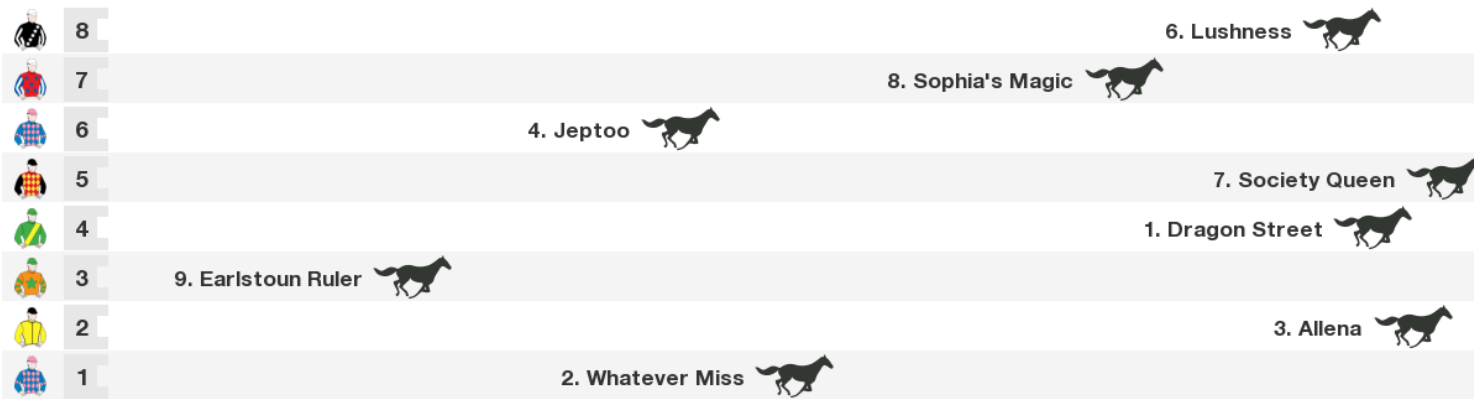 8 6. Lushness
7 8. Sophia's Magic
6 4. Jeptoo
5 7. Society Queen
4 1. Dragon Street
3 9. Earlstoun Ruler
2 3. Allena
1 2. Whatever Miss